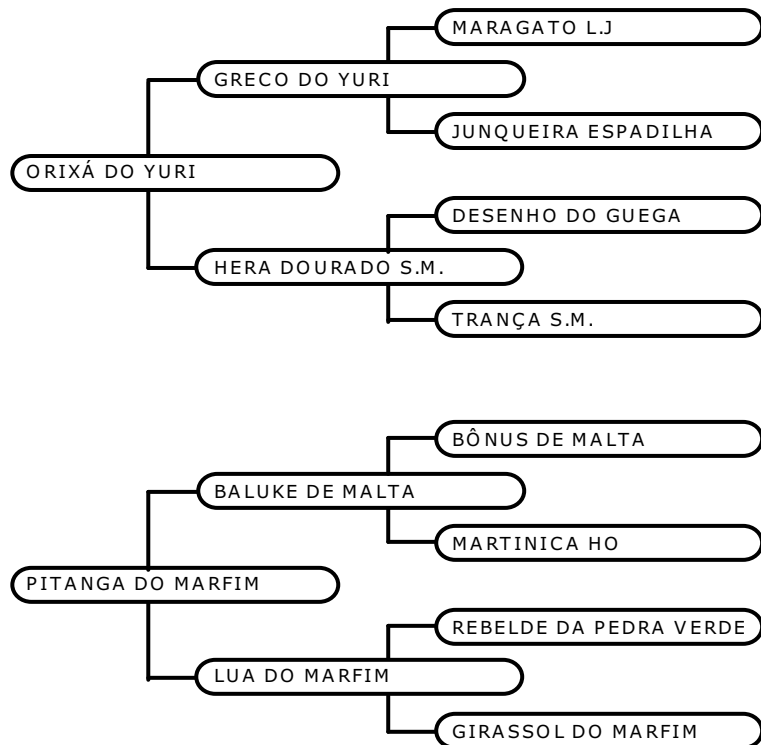 MARAGATO L.J
GRECO DO YURI
JUNQUEIRA ESPADILHA
ORIXÁ DO YURI
DESENHO DO GUEGA
HERA DOURADO S.M.
TRANÇA S.M.
BÔNUS DE MALTA
BALUKE DE MALTA
MARTINICA HO
PITANGA DO MARFIM
REBELDE DA PEDRA VERDE
LUA DO MARFIM
GIRASSOL DO MARFIM